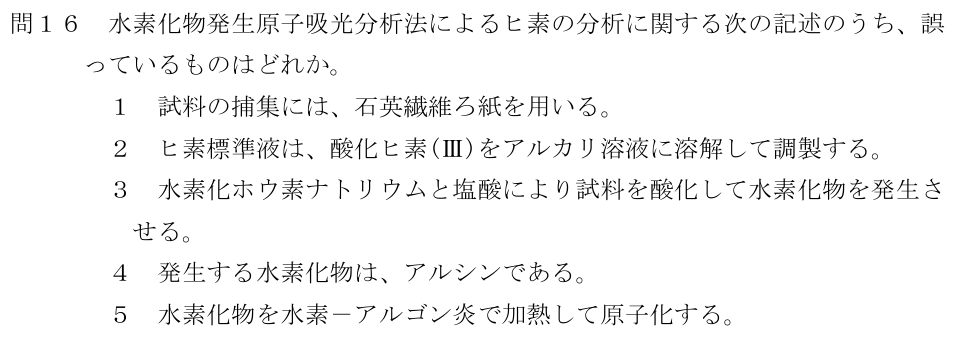 問１６　水素化物発生原子吸光分析法によるヒ素の分析に関する次の記述のうち、誤
っているものはどれか。
１　試料の捕集には、石英繊維ろ紙を用いる。
２　ヒ素標準液は、酸化ヒ素(Ⅲ)をアルカリ溶液に溶解して調製する。
３　水素化ホウ素ナトリウムと塩酸により試料を酸化して水素化物を発生さ
せる。
４　発生する水素化物は、アルシンである。
５　水素化物を水素－アルゴン炎で加熱して原子化する。